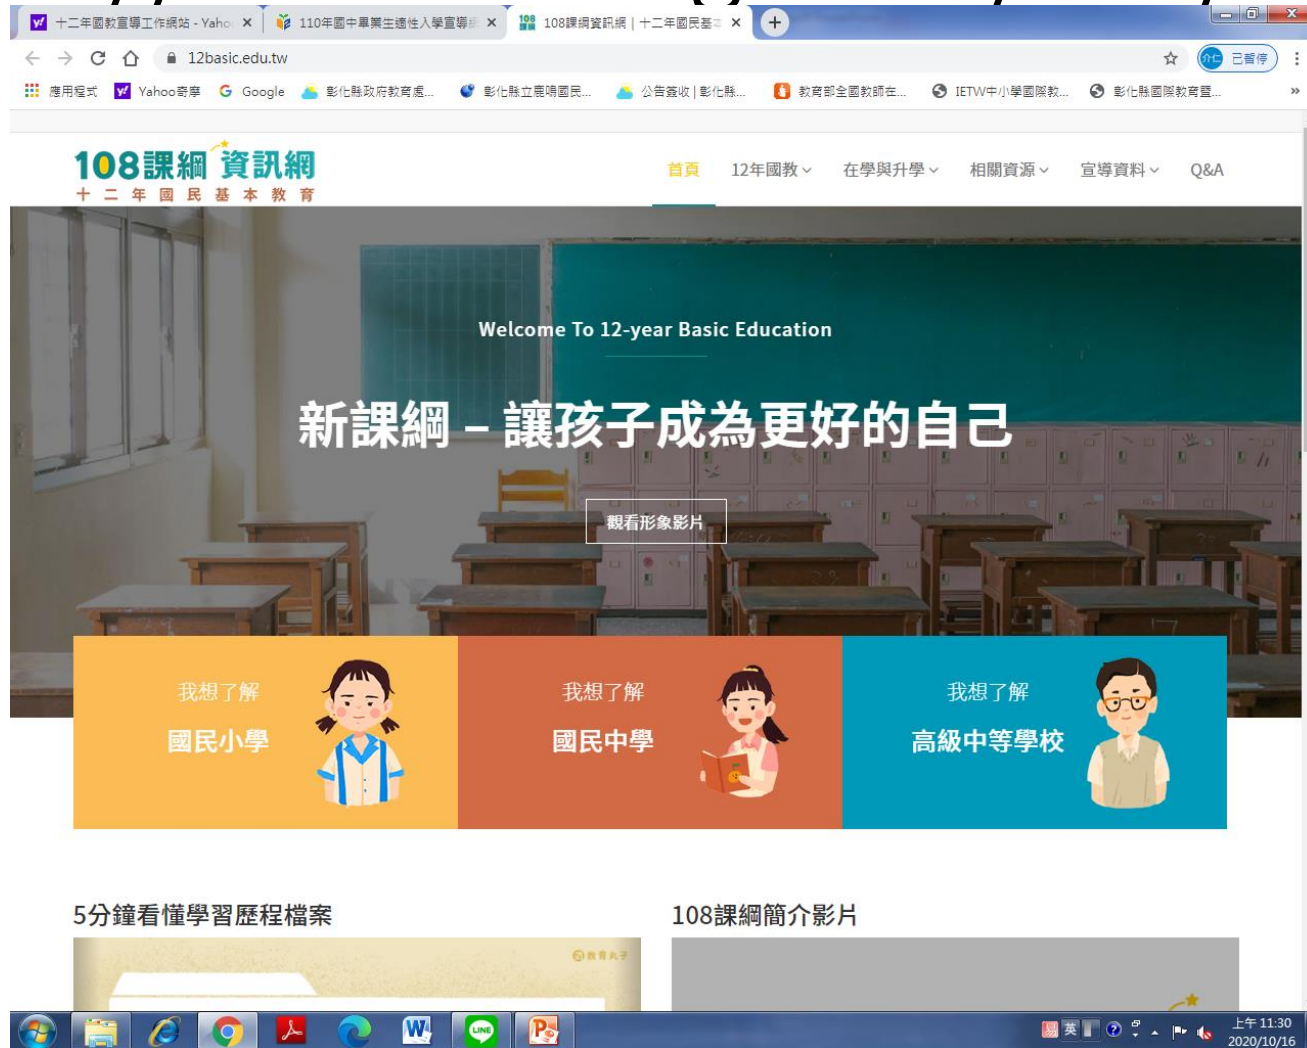 十二年國教宣導工作網站 - Yaho
110年國中畢業生適性入學宣導
108課綱資訊網 | 十二年國民基
12basic.edu.tw
已暫停
應用程式 Yahoo奇摩 Google 彰化縣政府教育處... 彰化縣立鹿鳴國民... 公告簽收 | 彰化縣... 教育部全國教師在... IETW中小學國際教... 彰化縣國際教育暨... »
108課綱 資訊網
十二年國民基本教育
首頁 12年國教 在學與升學 相關資源 宣導資料 Q&A
Welcome To 12-year Basic Education
新課綱 – 讓孩子成為更好的自己
觀看形象影片
我想了解
國民小學
我想了解
國民中學
我想了解
高級中等學校
5分鐘看懂學習歷程檔案
108課綱簡介影片
教育丸子
LINE
英
上午 11:30
2020/10/16